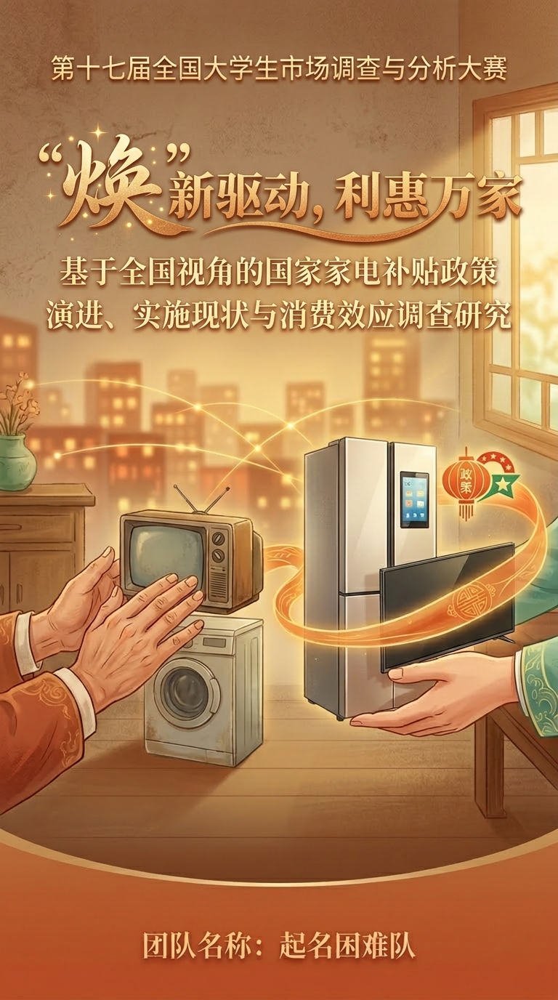 第十七届全国大学生市场调查与分析大赛
“焕”新驱动，利惠万家
基于全国视角的国家家电补贴政策
演进、实施现状与消费效应调查研究
政策
团队名称：起名困难队